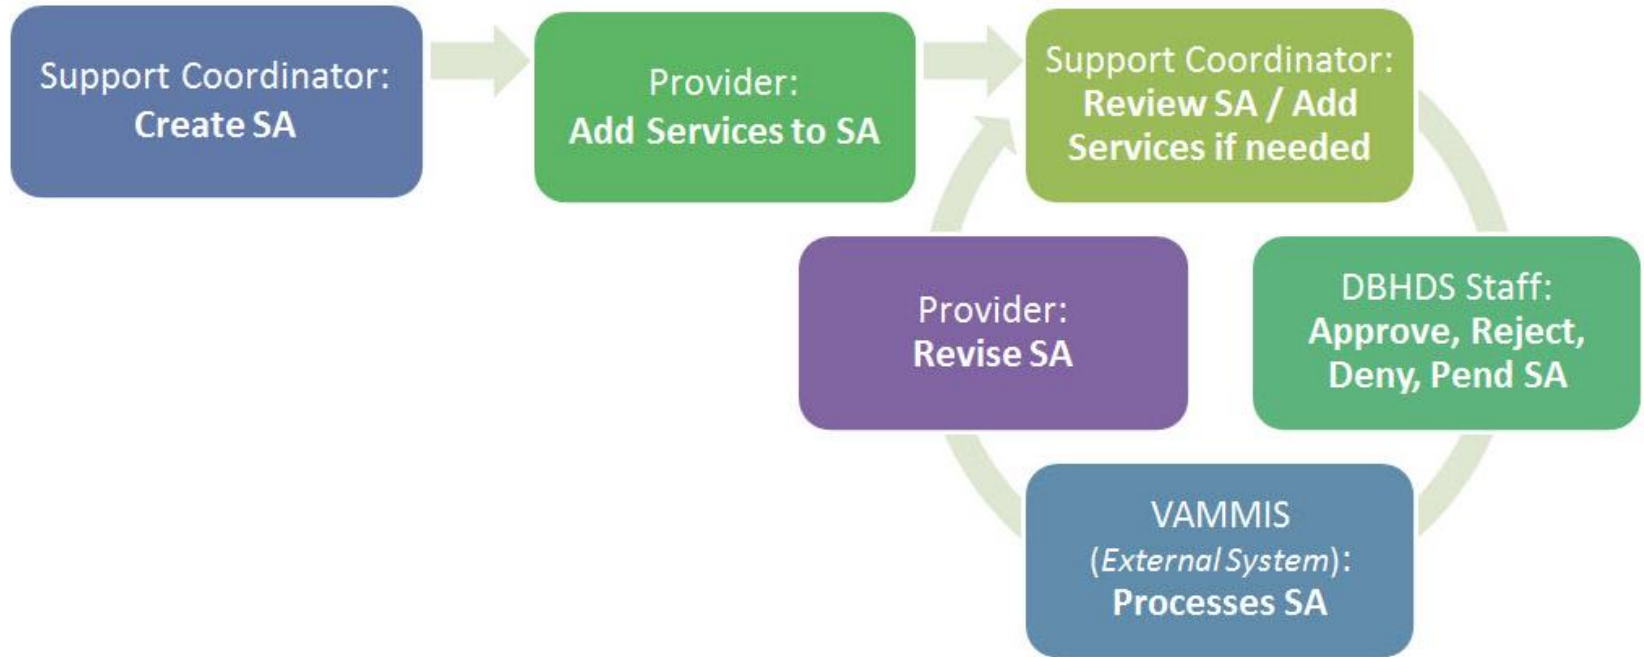 Support Coordinator:
Create SA
Provider:
Add Services to SA
Support Coordinator:
Review SA / Add
Services if needed
DBHDS Staff:
Approve, Reject,
Deny, Pend SA
VAMMIS
(External System):
Processes SA
Provider:
Revise SA